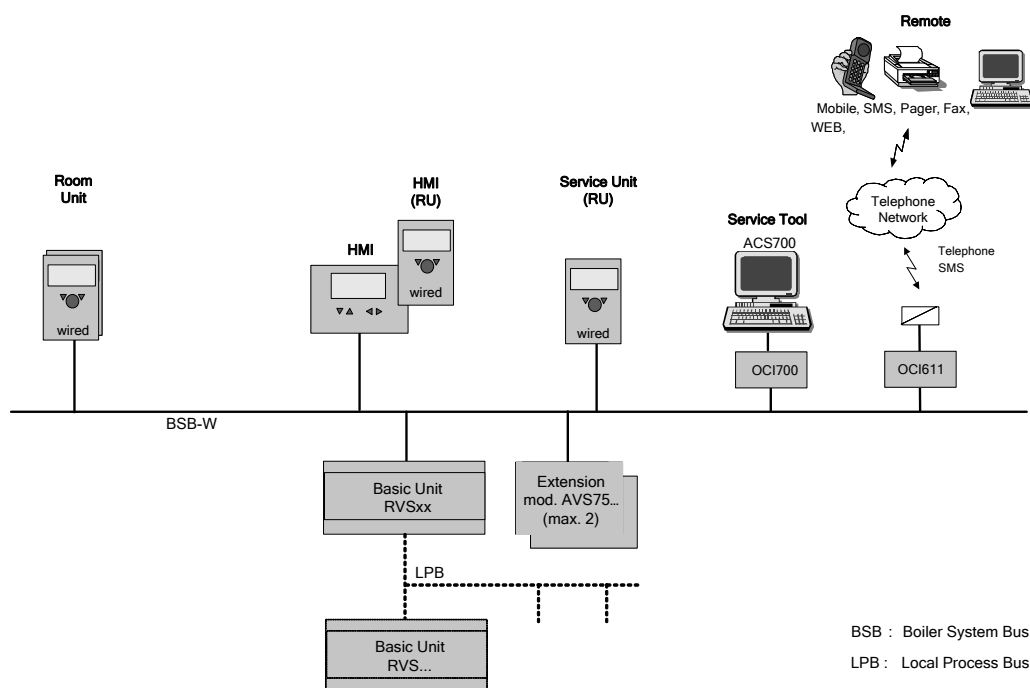 Remote
Mobile, SMS, Pager, Fax,
WEB,
Room
Unit
HMI
(RU)
Service Unit
(RU)
Telephone
Network
Service Tool
HMI
ACS700
Telephone
SMS
wired
wired
wired
OCI700
OCI611
BSB-W
Basic Unit
RVSxx
Extension
mod. AVS75...
(max. 2)
LPB
BSB : Boiler System Bus
Basic Unit
RVS...
LPB : Local Process Bus